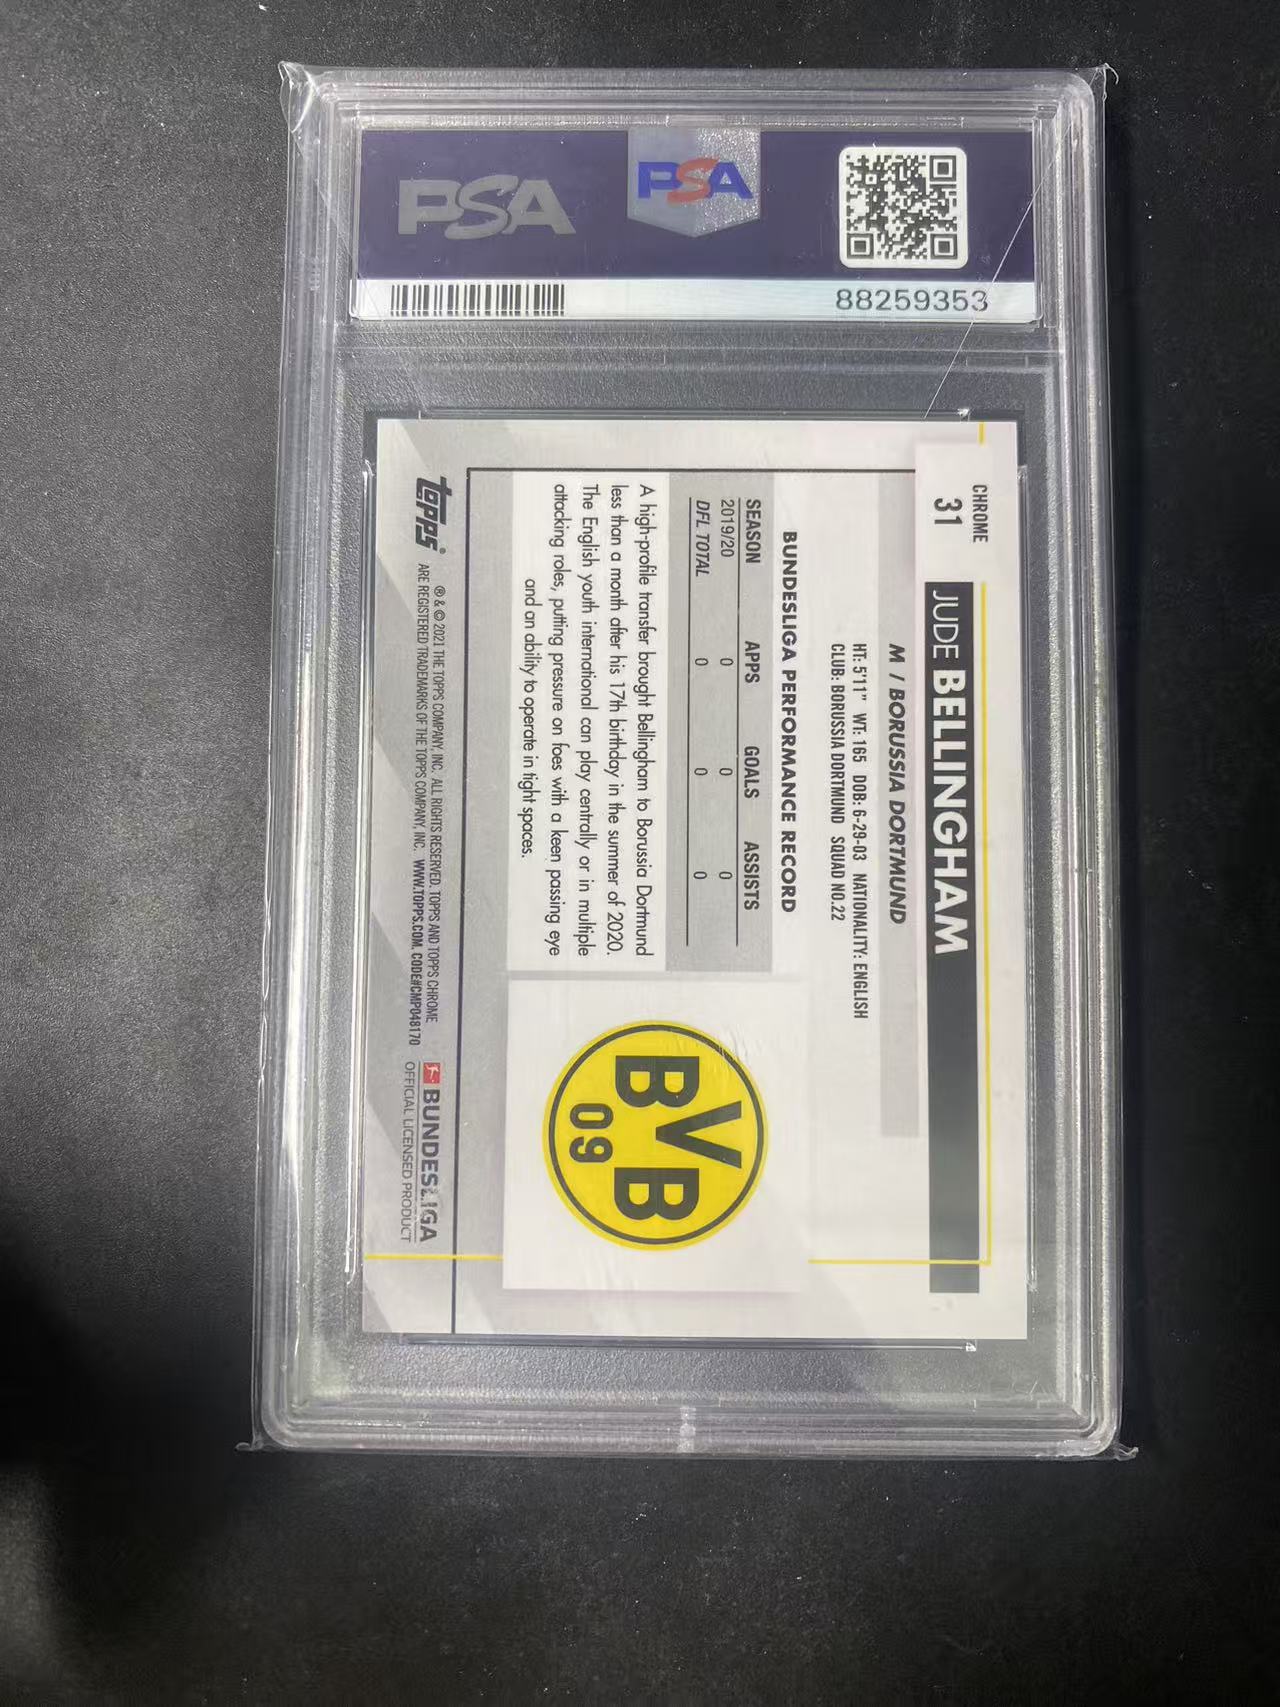 PSA
PSA
88259353
CHROME
31
JUDE BELLINGHAM
M / BORUSSIA DORTMUND
HT: 5'11" WT: 165 DOB: 6-29-03 NATIONALITY: ENGLISH
CLUB: BORUSSIA DORTMUND SQUAD NO.22
BUNDESLIGA PERFORMANCE RECORD
SEASON APPS GOALS ASSISTS
2019/20 0 0 0
DFL TOTAL 0 0 0
A high-profile transfer brought Bellingham to Borussia Dortmund
less than a month after his 17th birthday in the summer of 2020.
The English youth international can play centrally or in multiple
attacking roles, putting pressure on foes with a keen passing eye
and an ability to operate in tight spaces.
BVB
09
topps®
® & © 2021 THE TOPPS COMPANY, INC. ALL RIGHTS RESERVED. TOPPS AND TOPPS CHROME
ARE REGISTERED TRADEMARKS OF THE TOPPS COMPANY, INC. WWW.TOPPS.COM. CODE#CMP048170
BUNDESLIGA
OFFICIAL LICENSED PRODUCT